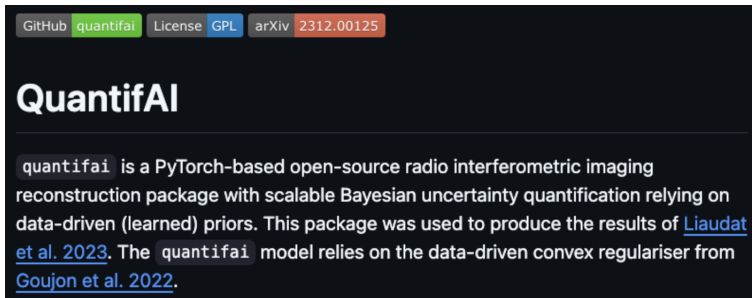 GitHub quantifai License GPL arXiv 2312.00125
QuantifAI
quantifai is a PyTorch-based open-source radio interferometric imaging
reconstruction package with scalable Bayesian uncertainty quantification relying on
data-driven (learned) priors. This package was used to produce the results of Liaudat
et al. 2023. The quantifai model relies on the data-driven convex regulariser from
Goujon et al. 2022.